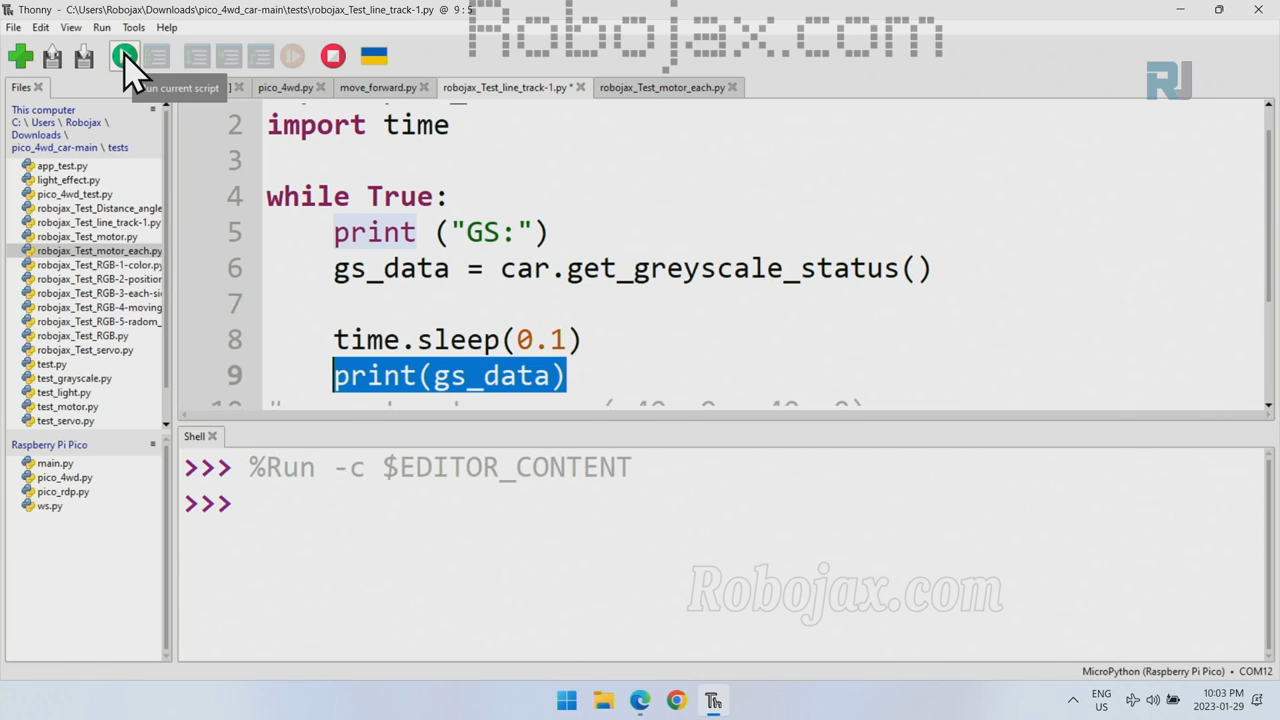 Thonny - C:\Users\Robojax\Downloads\pico_4wd_car-main\tests\robojax_Test_line_track-1.py @ 9 : 5
Robojax.com
File Edit View Run Tools Help
RJ
Run current script
Files
pico_4wd.py
move_forward.py
robojax_Test_line_track-1.py *
robojax_Test_motor_each.py
This computer
C: \ Users \ Robojax \
Downloads \
pico_4wd_car-main \ tests
app_test.py
light_effect.py
pico_4wd_test.py
robojax_Test_Distance_angle
robojax_Test_line_track-1.py
robojax_Test_motor.py
robojax_Test_motor_each.py
robojax_Test_RGB-1-color.py
robojax_Test_RGB-2-position
robojax_Test_RGB-3-each-si
robojax_Test_RGB-4-moving
robojax_Test_RGB-5-radom_
robojax_Test_RGB.py
robojax_Test_servo.py
test.py
test_grayscale.py
test_light.py
test_motor.py
test_servo.py
Raspberry Pi Pico
main.py
pico_4wd.py
pico_rdp.py
ws.py
2 import time
3
4 while True:
5 print ("GS:")
6 gs_data = car.get_greyscale_status()
7
8 time.sleep(0.1)
9 print(gs_data)
Shell
>>> %Run -c $EDITOR_CONTENT
>>>
Robojax.com
MicroPython (Raspberry Pi Pico) • COM12
ENG
US
10:03 PM
2023-01-29